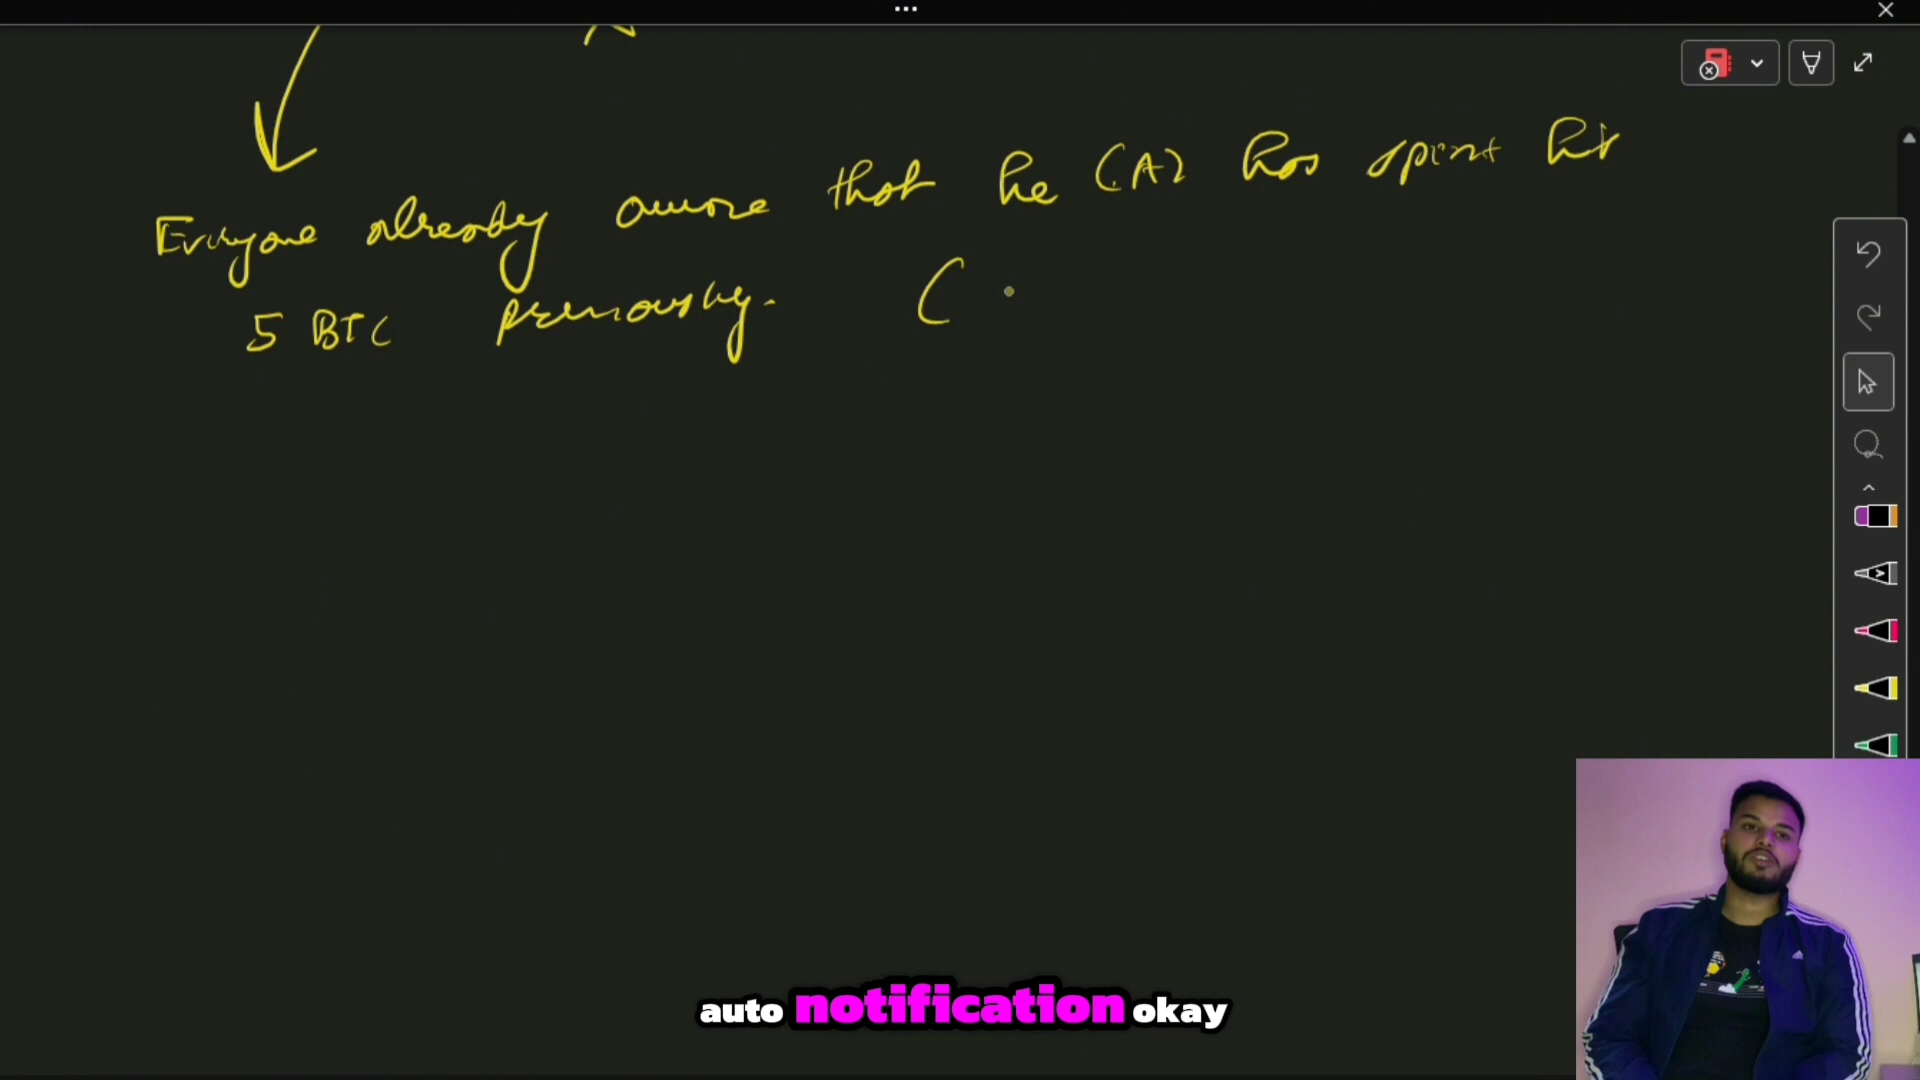 Everyone already aware that he (A) has spent his
5 BTC previously. (
auto notification okay